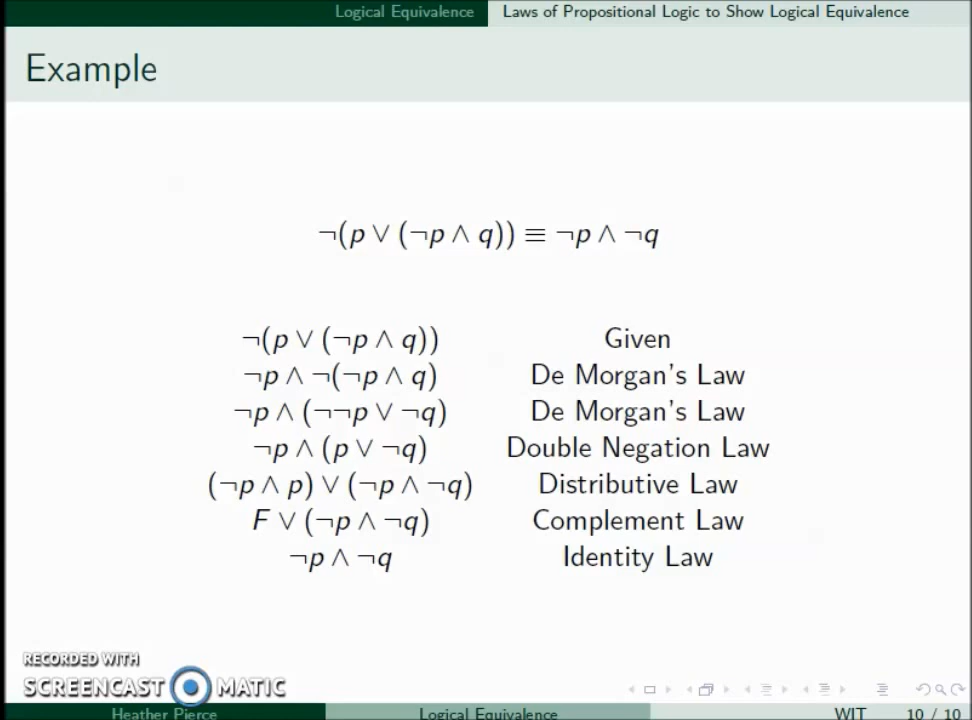 Logical Equivalence Laws of Propositional Logic to Show Logical Equivalence
Example
¬(p ∨ (¬p ∧ q)) ≡ ¬p ∧ ¬q
¬(p ∨ (¬p ∧ q)) Given
¬p ∧ ¬(¬p ∧ q) De Morgan's Law
¬p ∧ (¬¬p ∨ ¬q) De Morgan's Law
¬p ∧ (p ∨ ¬q) Double Negation Law
(¬p ∧ p) ∨ (¬p ∧ ¬q) Distributive Law
F ∨ (¬p ∧ ¬q) Complement Law
¬p ∧ ¬q Identity Law
RECORDED WITH
SCREENCAST MATIC
Heather Pierce Logical Equivalence WIT 10 / 10